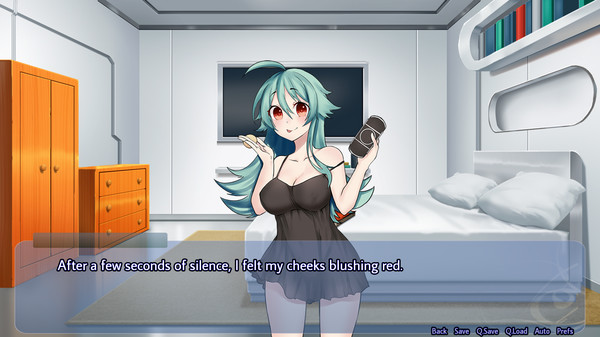 After a few seconds of silence, I felt my cheeks blushing red.
Back Save Q.Save Q.Load Auto Prefs